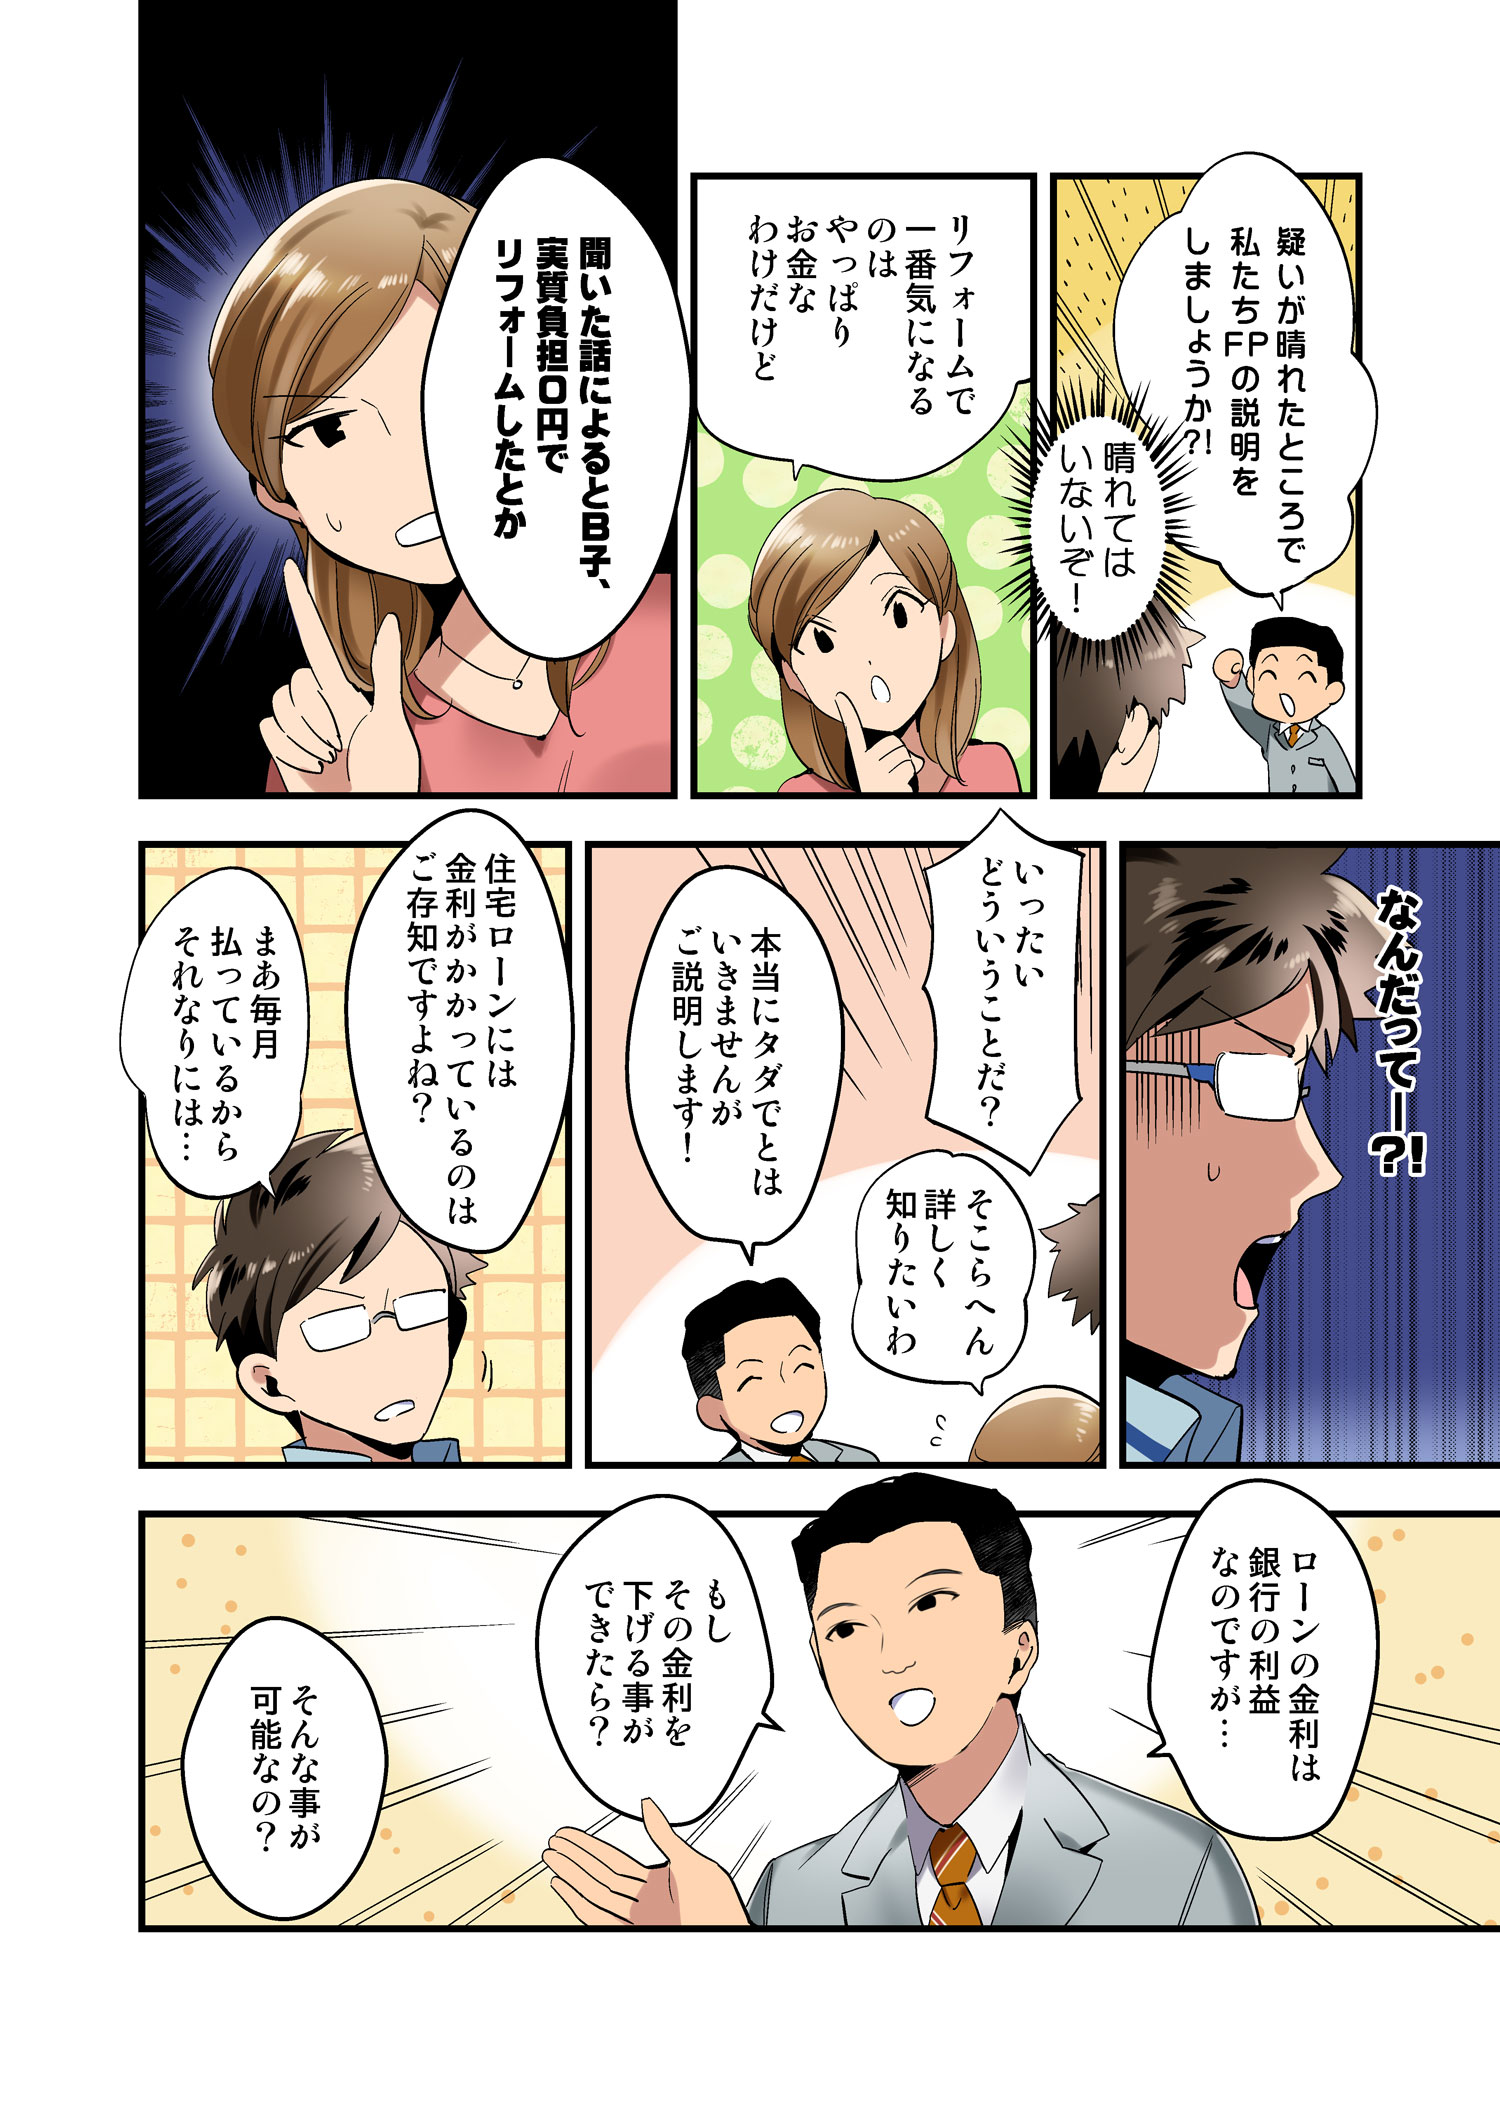 疑いが晴れたところで
私たちFPの説明を
しましょうか?!
晴れては
いないぞ!
リフォームで
一番気になる
のは
やっぱり
お金な
わけだけど
聞いた話によるとB子、
実質負担0円で
リフォームしたとか
なんだってー?!
いったい
どういうことだ?
そこらへん
詳しく
知りたいわ
本当にタダでとは
いきませんが
ご説明します!
住宅ローンには
金利がかかっているのは
ご存知ですよね?
まあ毎月
払っているから
それなりには…
ローンの金利は
銀行の利益
なのですが…
もし
その金利を
下げる事が
できたら?
そんな事が
可能なの?